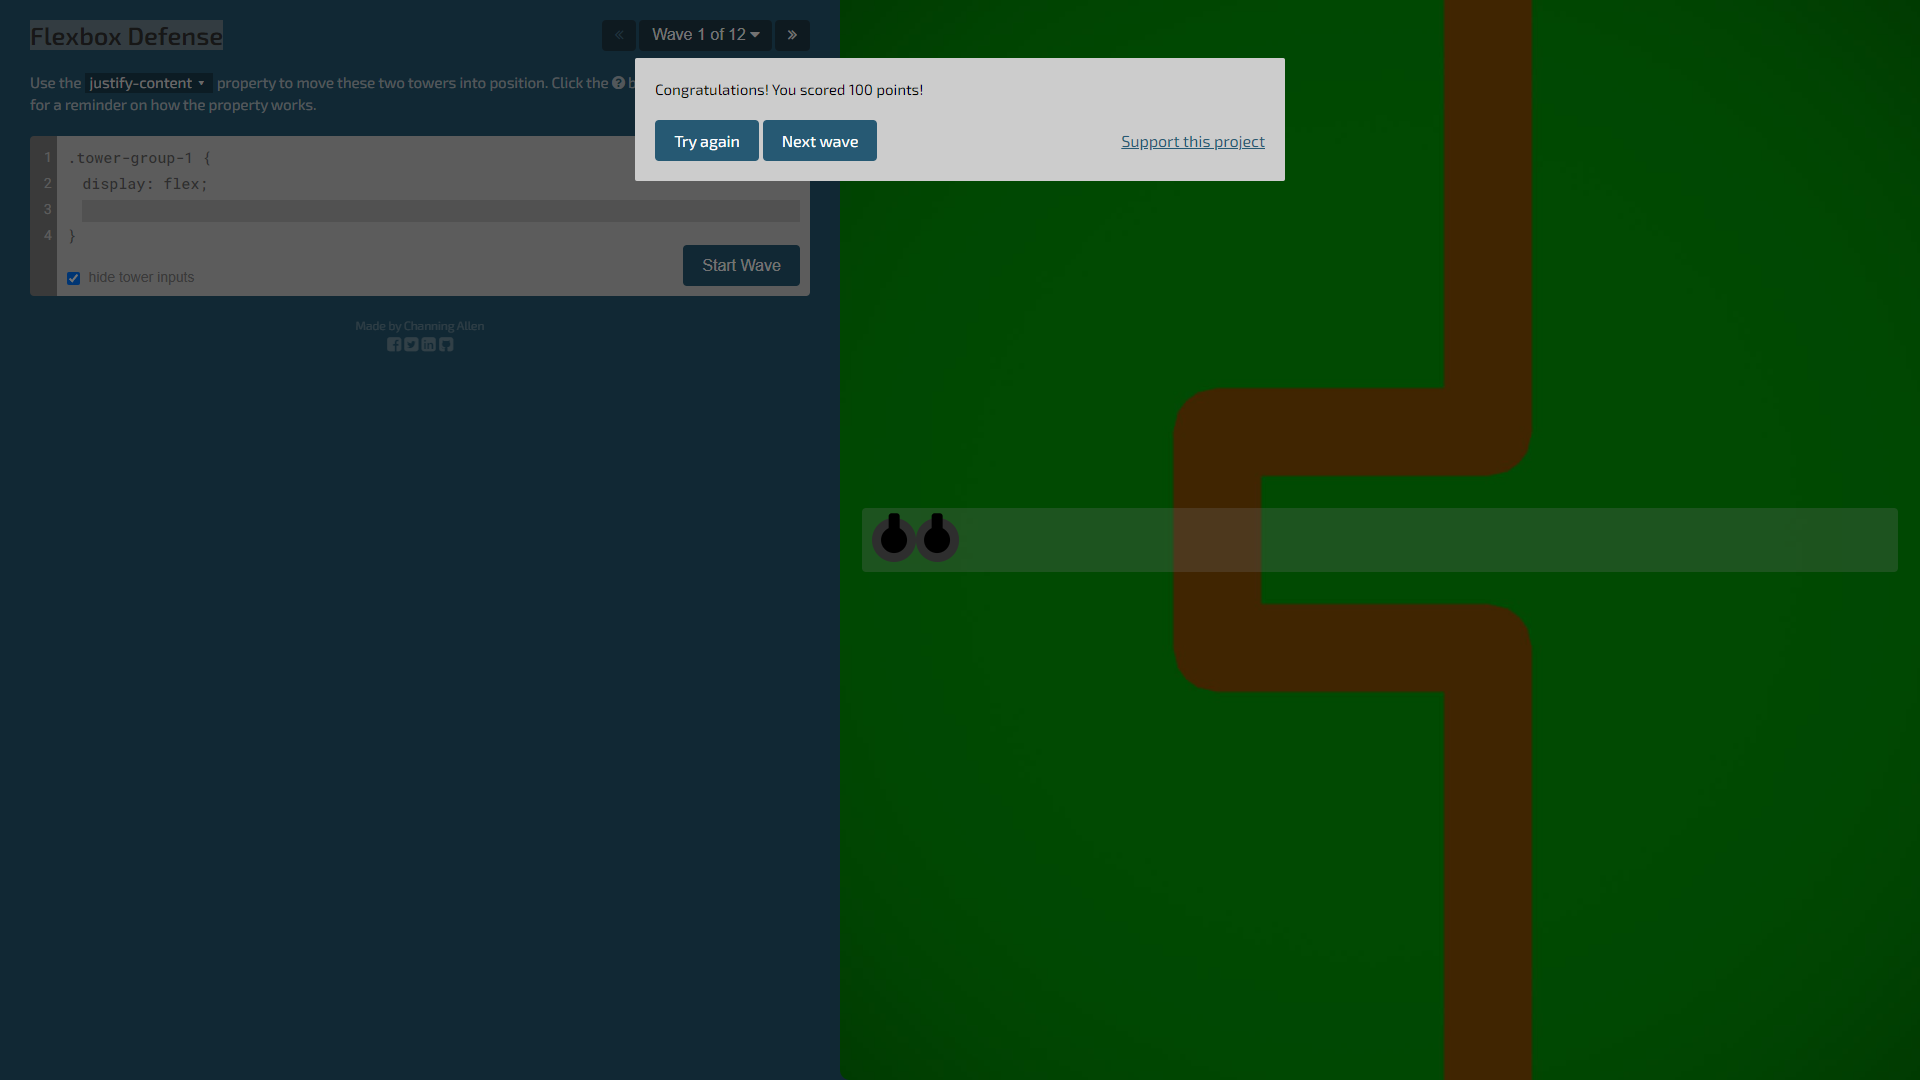 Flexbox Defense
Wave 1 of 12
Use the justify-content property to move these two towers into position. Click the
for a reminder on how the property works.
Congratulations! You scored 100 points!
Try again
Next wave
Support this project
1 .tower-group-1 {
2 display: flex;
3
4 }
hide tower inputs
Start Wave
Made by Channing Allen